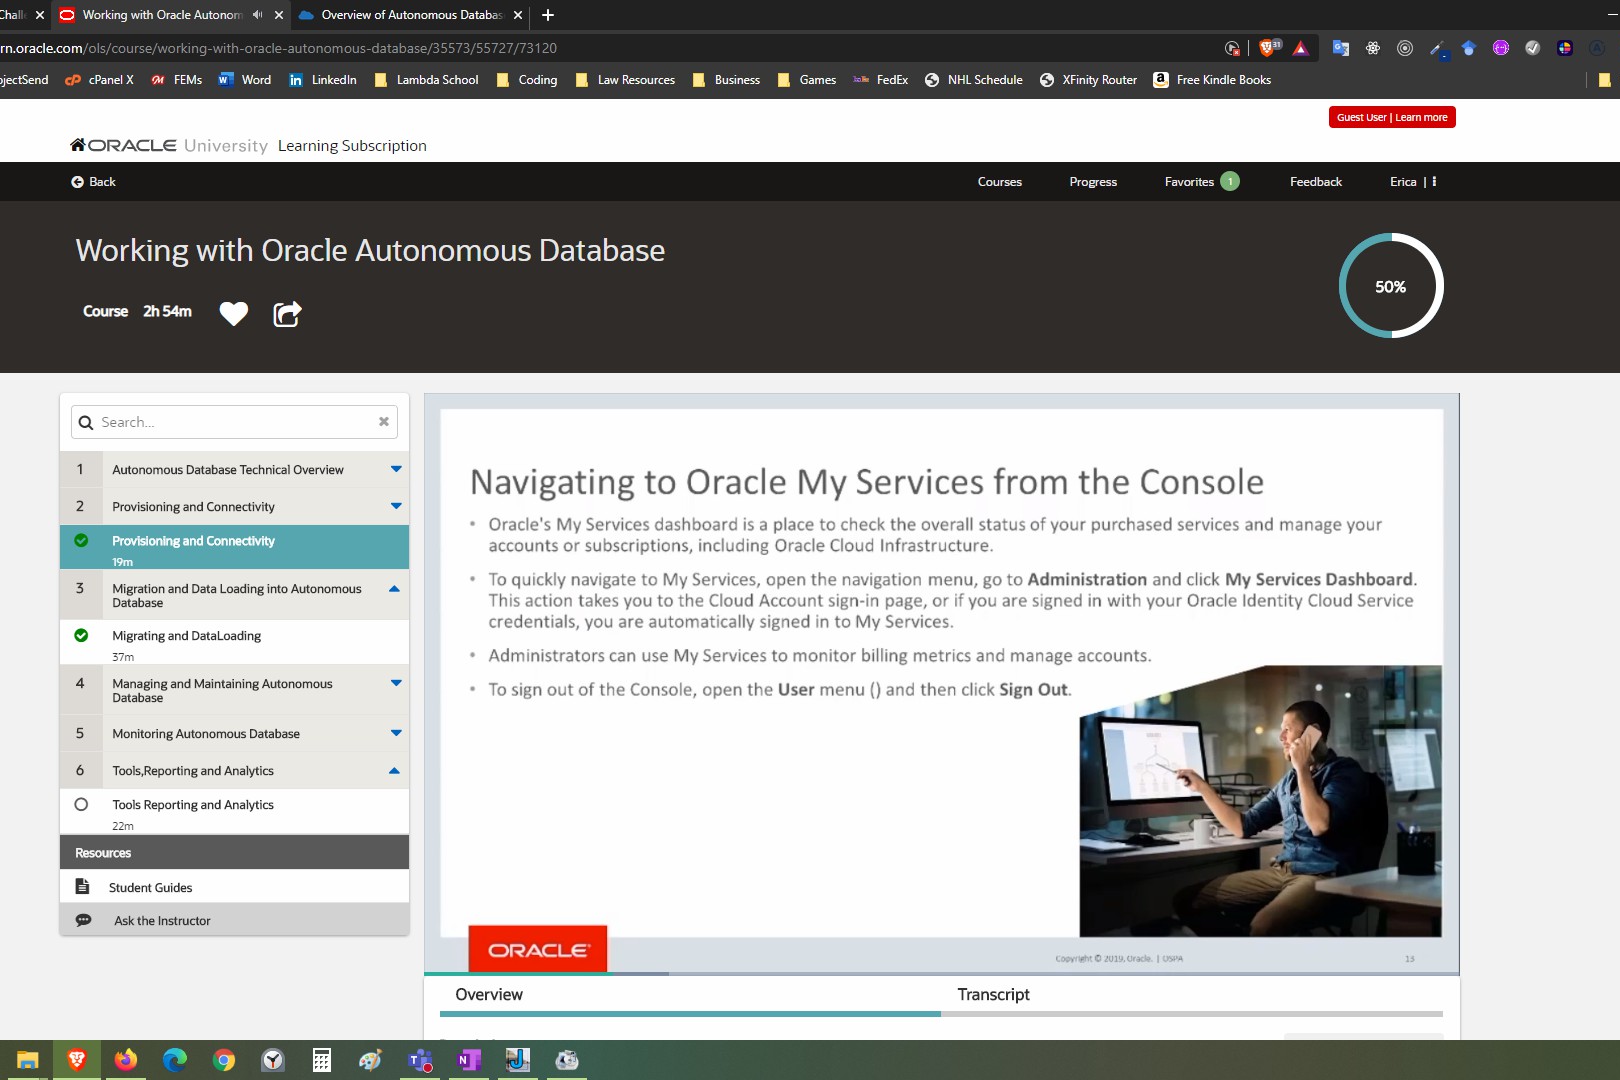 Chall
Working with Oracle Autonom
Overview of Autonomous Databas
rn.oracle.com/ols/course/working-with-oracle-autonomous-database/35573/55727/73120
31
ojectSend
cPanel X
FEMs
Word
LinkedIn
Lambda School
Coding
Law Resources
Business
Games
FedEx
NHL Schedule
XFinity Router
Free Kindle Books
Guest User | Learn more
ORACLE University Learning Subscription
Back
Courses
Progress
Favorites 1
Feedback
Erica |
Working with Oracle Autonomous Database
Course 2h 54m
50%
Search...
1 Autonomous Database Technical Overview
2 Provisioning and Connectivity
Provisioning and Connectivity
19m
3 Migration and Data Loading into Autonomous
Database
Migrating and DataLoading
37m
4 Managing and Maintaining Autonomous
Database
5 Monitoring Autonomous Database
6 Tools,Reporting and Analytics
Tools Reporting and Analytics
22m
Resources
Student Guides
Ask the Instructor
Navigating to Oracle My Services from the Console
• Oracle's My Services dashboard is a place to check the overall status of your purchased services and manage your
accounts or subscriptions, including Oracle Cloud Infrastructure.
• To quickly navigate to My Services, open the navigation menu, go to Administration and click My Services Dashboard.
This action takes you to the Cloud Account sign-in page, or if you are signed in with your Oracle Identity Cloud Service
credentials, you are automatically signed in to My Services.
• Administrators can use My Services to monitor billing metrics and manage accounts.
• To sign out of the Console, open the User menu () and then click Sign Out.
ORACLE
Copyright © 2019, Oracle. | OSPA
13
Overview
Transcript